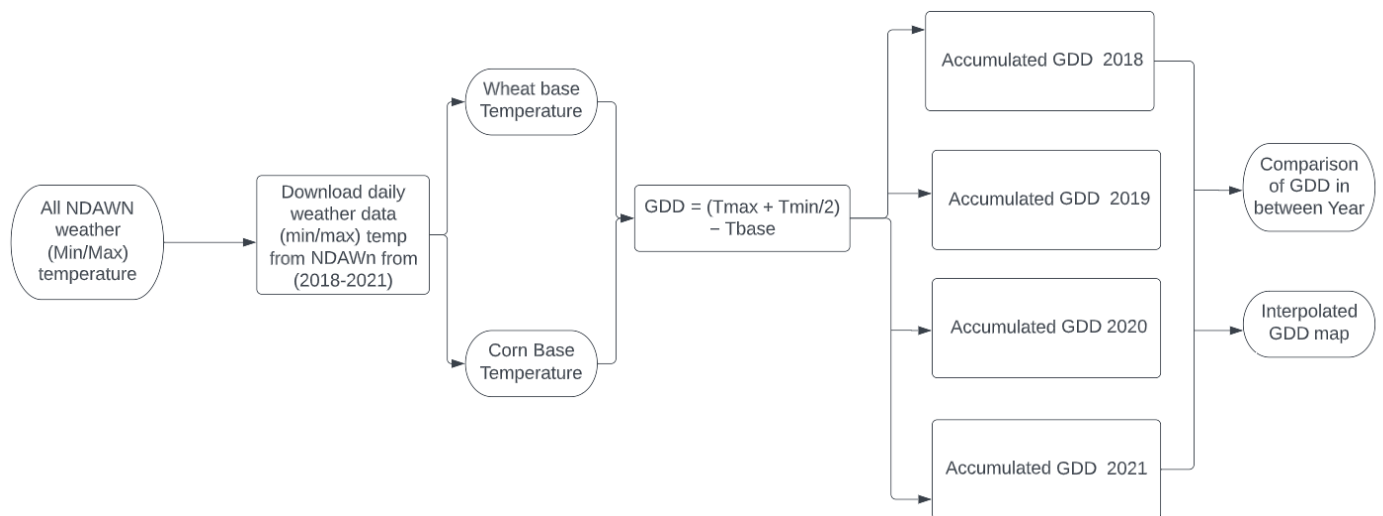 All NDAWN
weather
(Min/Max)
temperature
Download daily
weather data
(min/max) temp
from NDAWn from
(2018-2021)
Wheat base
Temperature
Corn Base
Temperature
GDD = (Tmax + Tmin/2)
− Tbase
Accumulated GDD 2018
Accumulated GDD 2019
Accumulated GDD 2020
Accumulated GDD 2021
Comparison
of GDD in
between Year
Interpolated
GDD map